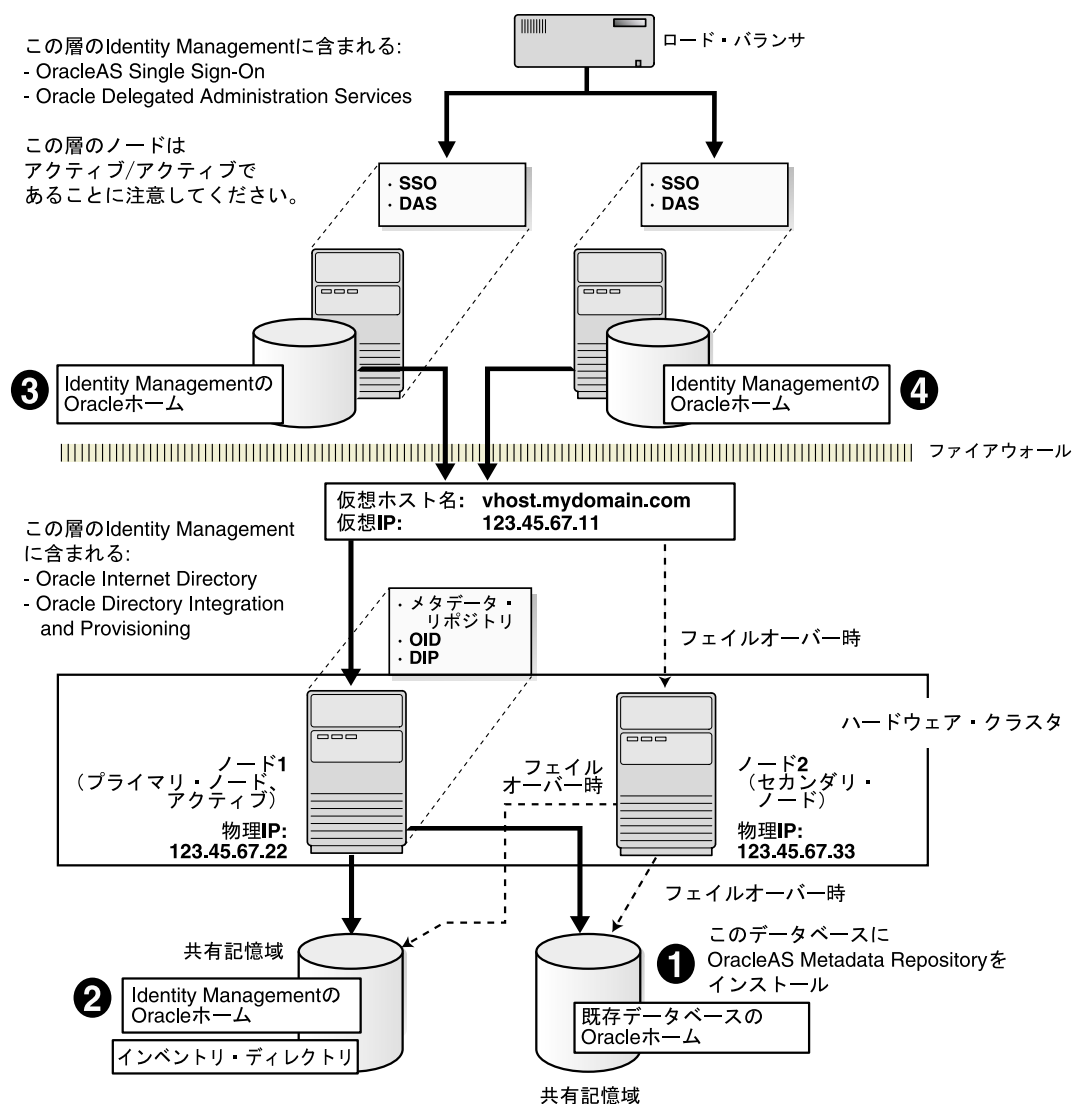 この層のIdentity Managementに含まれる:
- OracleAS Single Sign-On
- Oracle Delegated Administration Services
この層のノードは
アクティブ/アクティブで
あることに注意してください。
ロード・バランサ
・SSO
・DAS
・SSO
・DAS
❸
Identity Managementの
Oracleホーム
Identity Managementの
Oracleホーム
❹
ファイアウォール
仮想ホスト名: vhost.mydomain.com
仮想IP: 123.45.67.11
この層のIdentity Management
に含まれる:
- Oracle Internet Directory
- Oracle Directory Integration
and Provisioning
・メタデータ・
リポジトリ
・OID
・DIP
フェイルオーバー時
ハードウェア・クラスタ
ノード1
(プライマリ・ノード、
アクティブ)
物理IP:
123.45.67.22
フェイル
オーバー時
ノード2
(セカンダリ・
ノード)
物理IP:
123.45.67.33
フェイルオーバー時
共有記憶域
❷
Identity Managementの
Oracleホーム
インベントリ・ディレクトリ
❶
このデータベースに
OracleAS Metadata Repositoryを
インストール
既存データベースの
Oracleホーム
共有記憶域